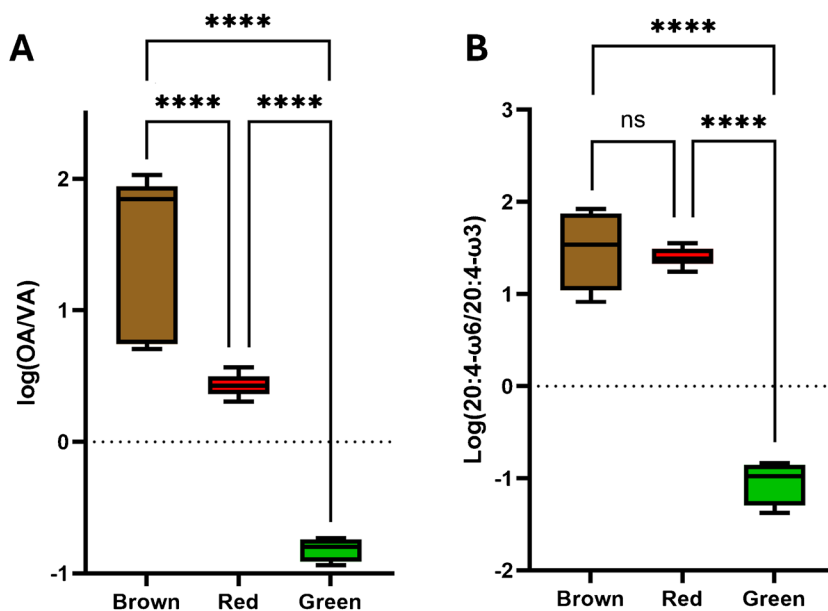 A
****
**** ****
log(OA/VA)
2
1
0
-1
Brown Red Green
B
****
ns ****
Log(20:4-ω6/20:4-ω3)
3
2
1
0
-1
-2
Brown Red Green